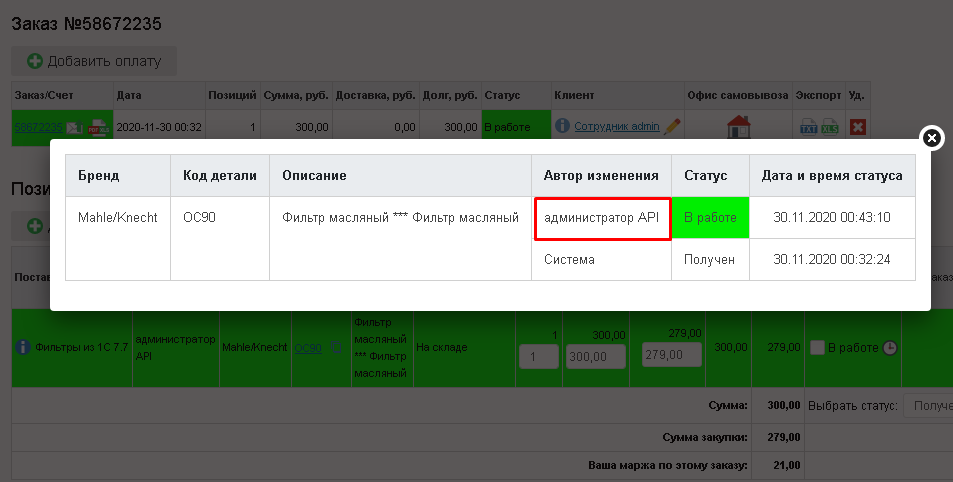 Заказ №58672235
Добавить оплату
Заказ/Счет Дата Позиций Сумма, руб. Доставка, руб. Долг, руб. Статус Клиент Офис самовывоза Экспорт Уд.
58672235 PDF XLS 2020-11-30 00:32 1 300,00 0,00 300,00 В работе Сотрудник admin TXT XLS
Бренд Код детали Описание Автор изменения Статус Дата и время статуса
Mahle/Knecht OC90 Фильтр масляный *** Фильтр масляный администратор API В работе 30.11.2020 00:43:10
Система Получен 30.11.2020 00:32:24
Пози
Постав
Фильтры из 1С 7.7 администратор API Mahle/Knecht OC90 Фильтр масляный *** Фильтр масляный На складе 1 1 300,00 300,00 279,00 279,00 300,00 279,00 В работе
Сумма: 300,00 Выбрать статус: Получе
Сумма закупки: 279,00
Ваша маржа по этому заказу: 21,00